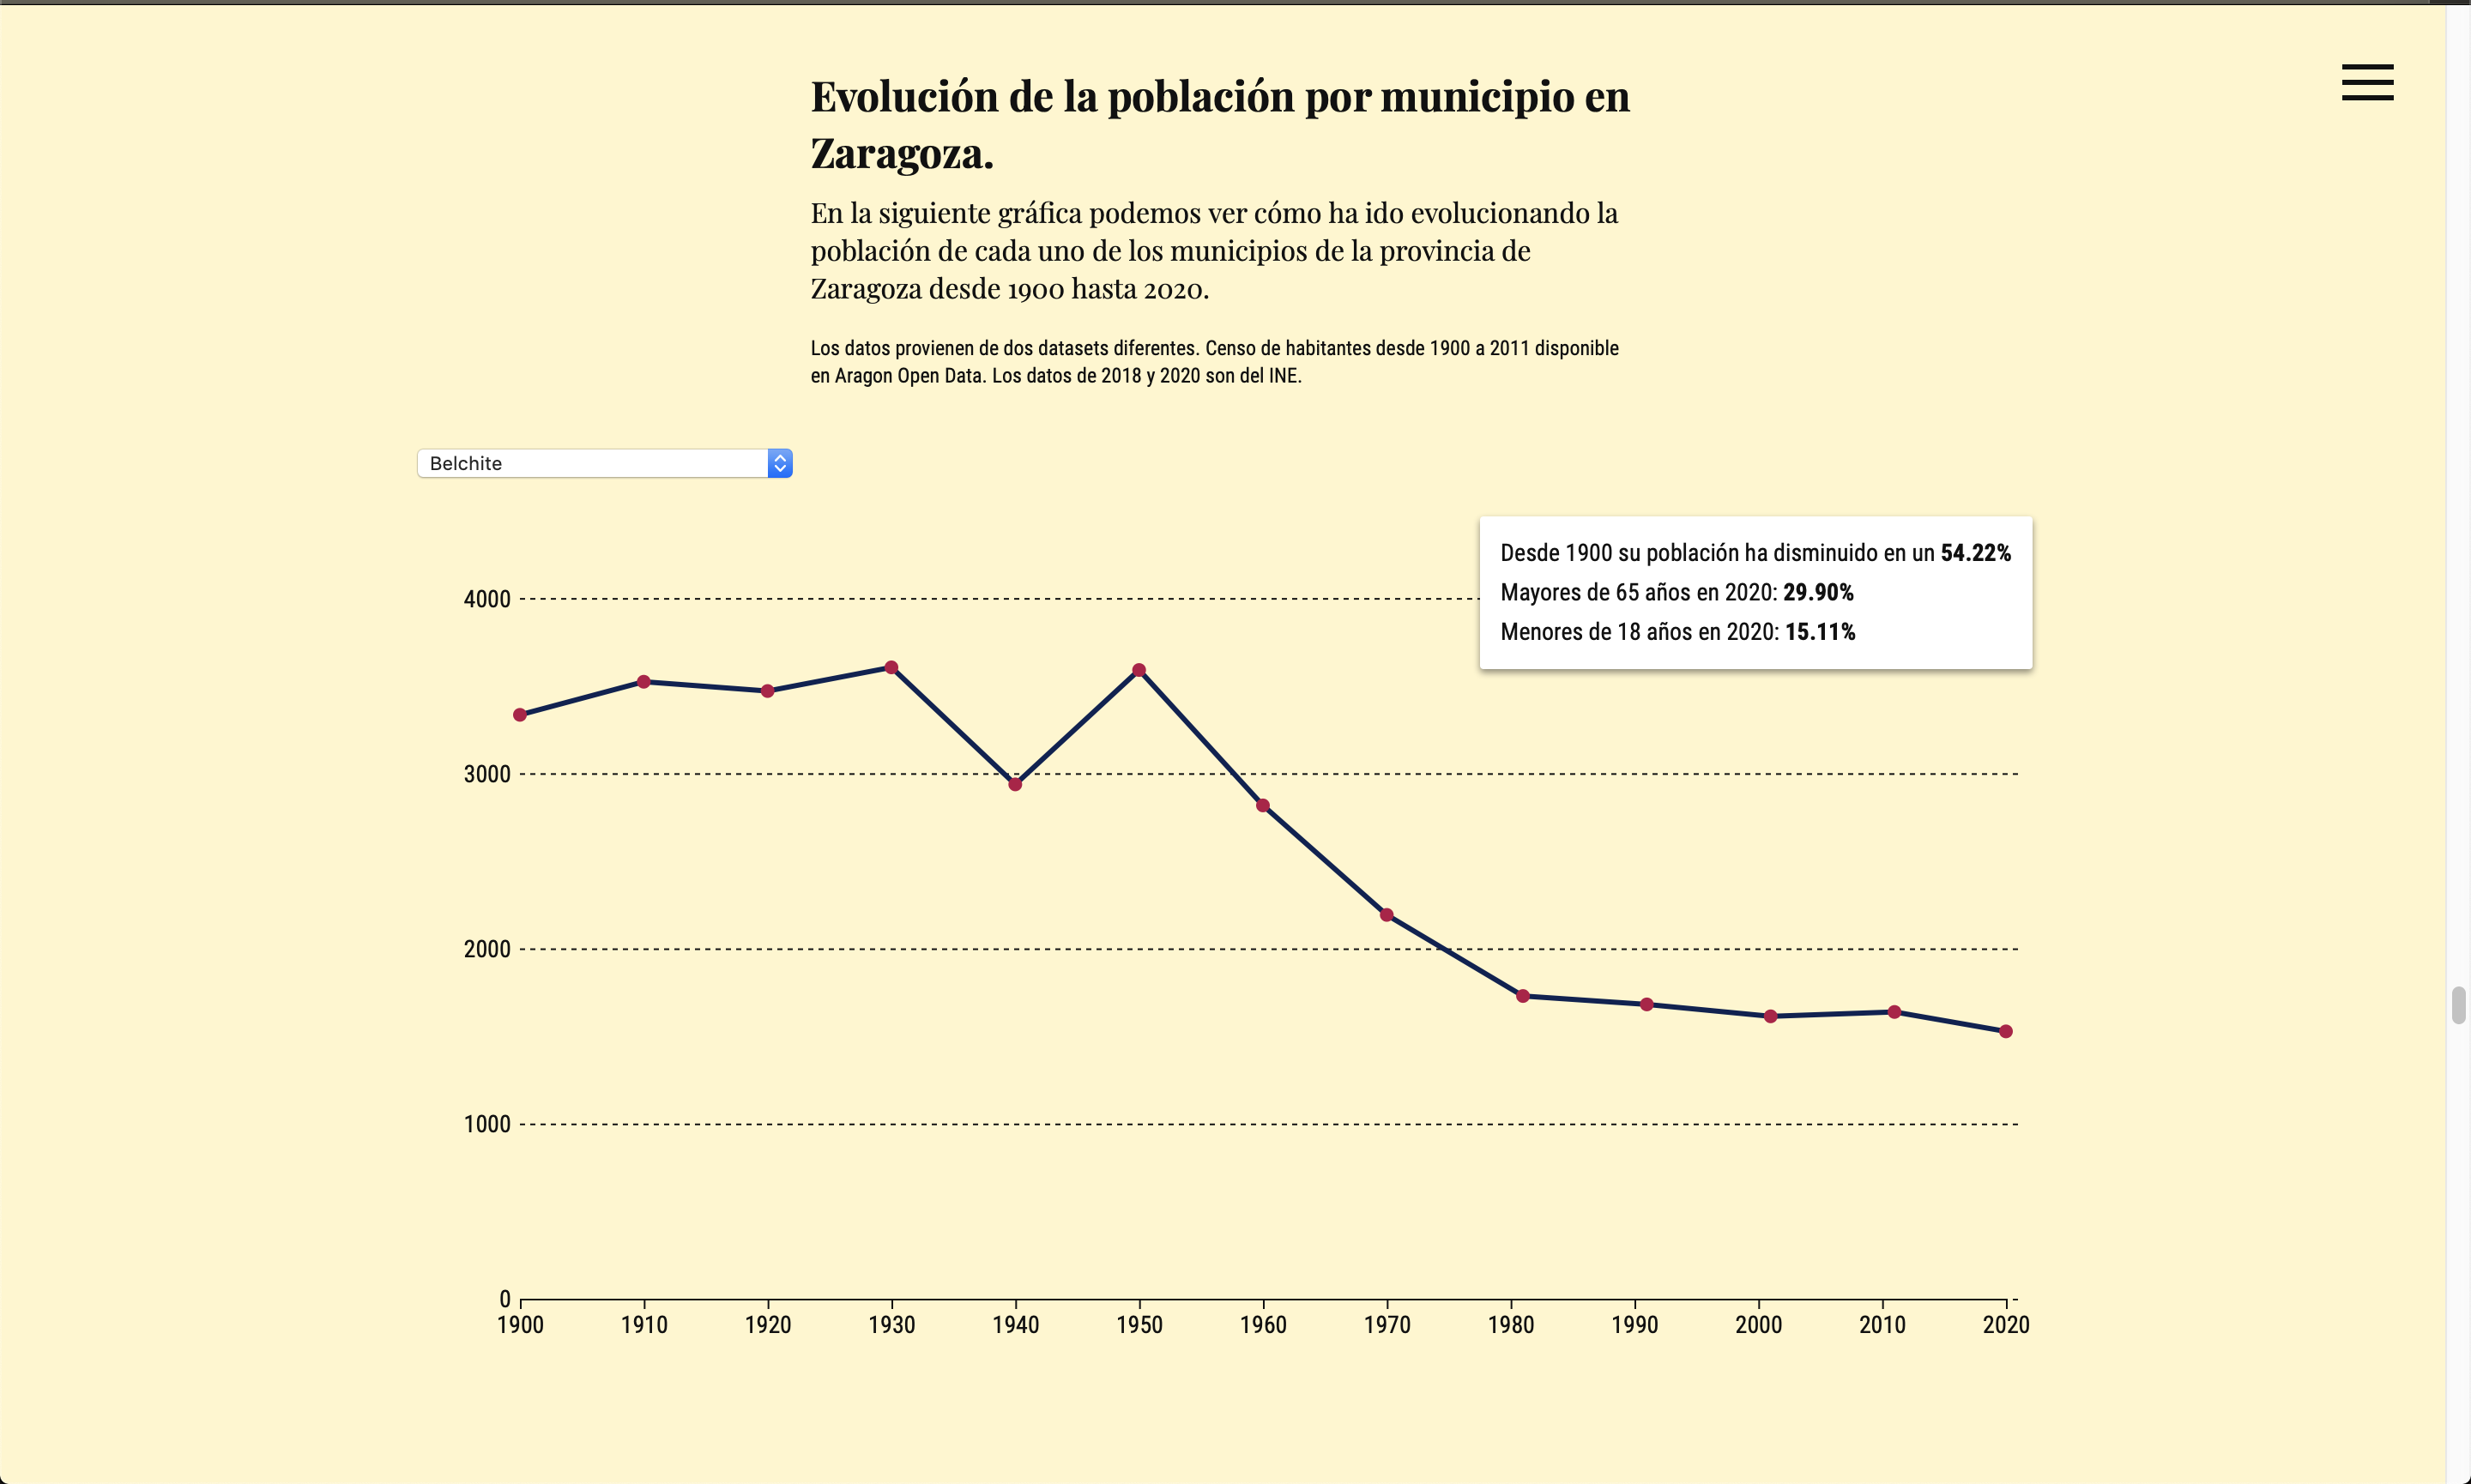 Evolución de la población por municipio en
Zaragoza.
En la siguiente gráfica podemos ver cómo ha ido evolucionando la
población de cada uno de los municipios de la provincia de
Zaragoza desde 1900 hasta 2020.
Los datos provienen de dos datasets diferentes. Censo de habitantes desde 1900 a 2011 disponible
en Aragon Open Data. Los datos de 2018 y 2020 son del INE.
Belchite
Desde 1900 su población ha disminuido en un 54.22%
Mayores de 65 años en 2020: 29.90%
Menores de 18 años en 2020: 15.11%
4000
3000
2000
1000
0
1900 1910 1920 1930 1940 1950 1960 1970 1980 1990 2000 2010 2020